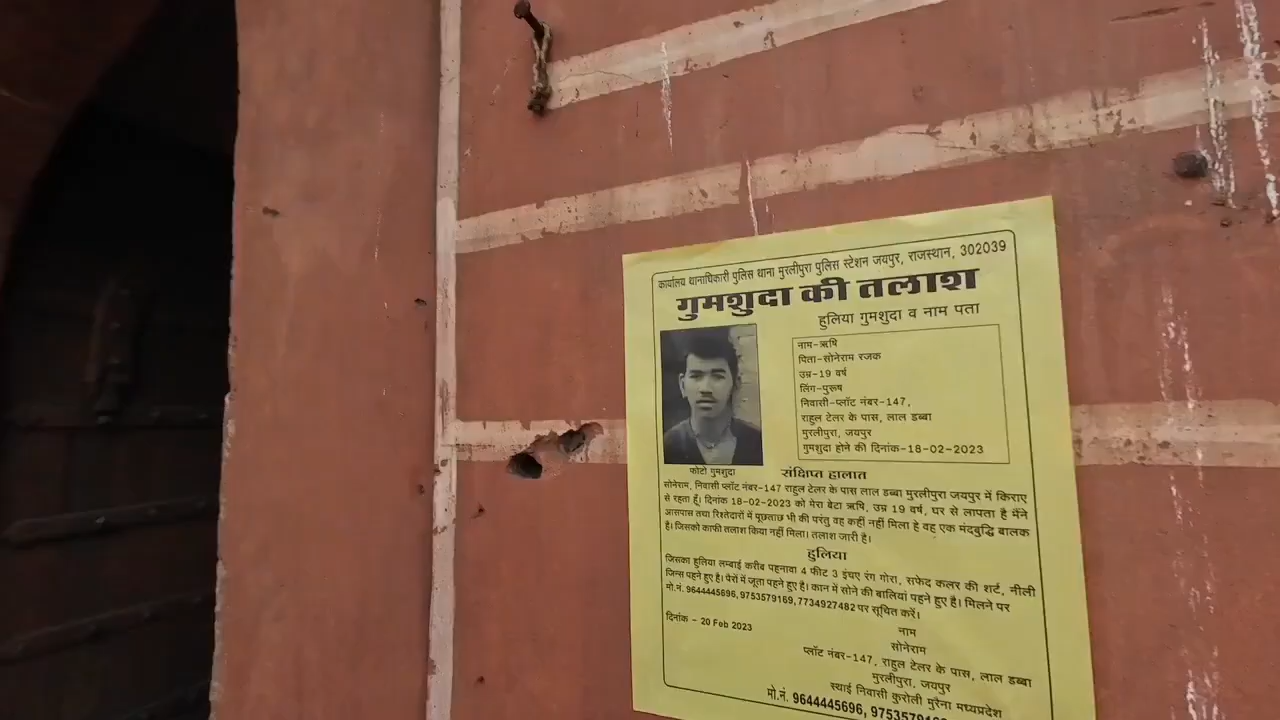 कार्यालय थानाधिकारी पुलिस थाना मुरलीपुरा पुलिस स्टेशन जयपुर, राजस्थान, 302039
गुमशुदा की तलाश
हुलिया गुमशुदा व नाम पता
नाम-ऋषि
पिता-सोनेराम रजक
उम्र-19 वर्ष
लिंग-पुरूष
निवासी-प्लॉट नंबर-147,
राहुल टेलर के पास, लाल डब्बा
मुरलीपुरा, जयपुर
गुमशुदा होने की दिनांक-18-02-2023
फोटो गुमशुदा
संक्षिप्त हालात
सोनेराम, निवासी प्लॉट नंबर-147 राहुल टेलर के पास लाल डब्बा मुरलीपुरा जयपुर में किराए
से रहता हूँ। दिनांक 18-02-2023 को मेरा बेटा ऋषि, उम्र 19 वर्ष, घर से लापता है मैंने
आसपास तथा रिश्तेदारों में पूछताछ भी की परंतु वह कहीं नहीं मिला हे वह एक मंदबुद्धि बालक
है। जिसको काफी तलाश किया नहीं मिला। तलाश जारी है।
हुलिया
जिसका हुलिया लम्बाई करीब पहनावा 4 फीट 3 इंचए रंग गोरा, सफेद कलर की शर्ट, नीली
जिन्स पहने हुए है। पेरों में जूता पहने हुए है। कान में सोने की बालियां पहने हुए है। मिलने पर
मो.नं. 9644445696, 9753579169, 7734927482 पर सूचित करें।
दिनांक - 20 Feb 2023
नाम
सोनेराम
प्लॉट नंबर-147, राहुल टेलर के पास, लाल डब्बा
मुरलीपुरा, जयपुर
स्थाई निवासी कुरोली मुरैना मध्यप्रदेश
मो.नं. 9644445696, 9753579169